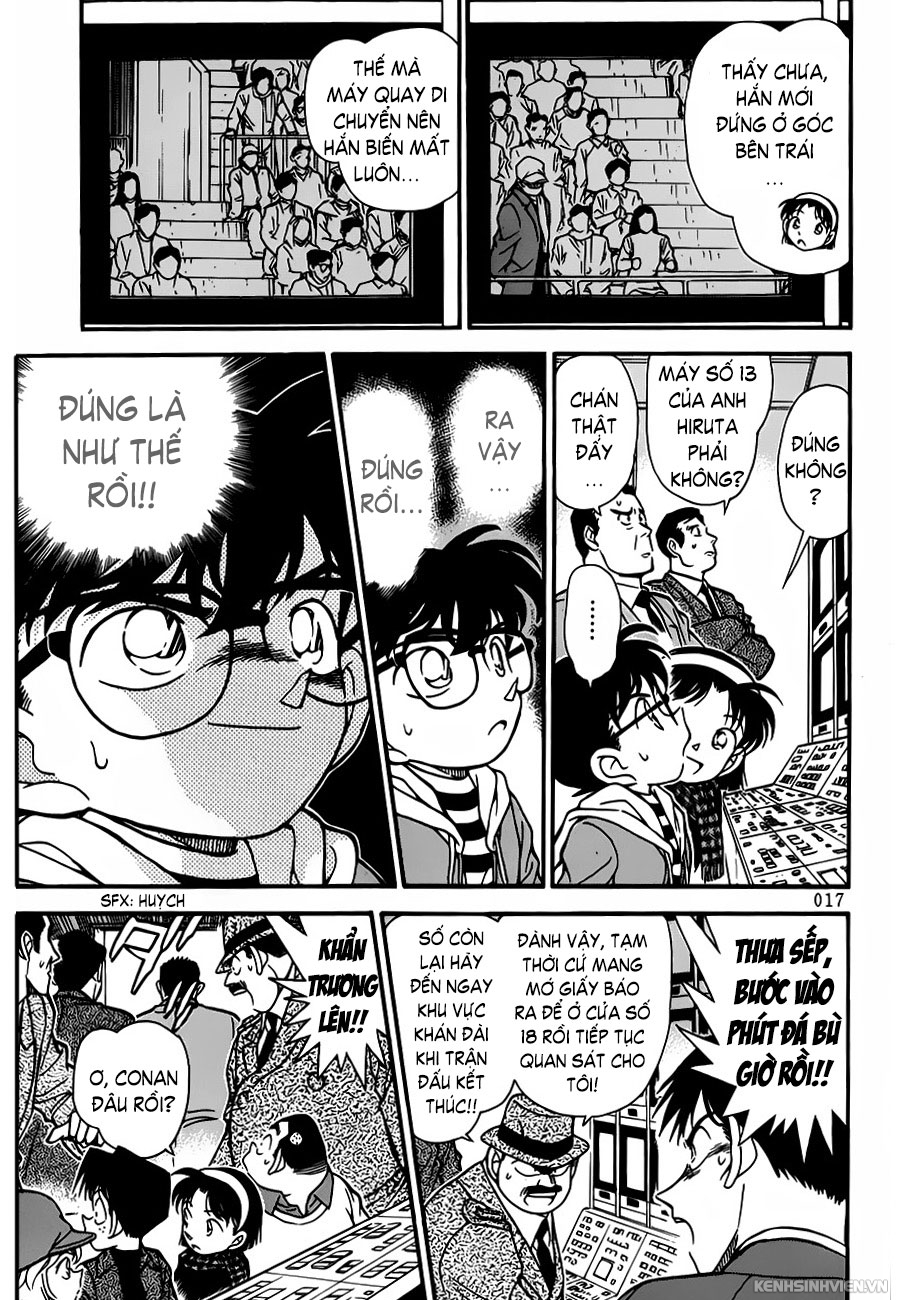 THẤY CHƯA,
HẮN MỚI
ĐỨNG Ở GÓC
BÊN TRÁI
...
THẾ MÀ
MÁY QUAY DI
CHUYỂN NÊN
HẮN BIẾN MẤT
LUÔN...
ĐÚNG
KHÔNG
?
MÁY SỐ 13
CỦA ANH
HIRUTA
PHẢI
KHÔNG?
CHÁN
THẬT
ĐẤY
...
......
RA
VẬY
...
ĐÚNG
RỒI...
ĐÚNG LÀ
NHƯ THẾ
RỒI!!
017
SFX: HUỴCH
THƯA SẾP,
BƯỚC VÀO
PHÚT ĐÁ BÙ
GIỜ RỒI!!
ĐÀNH VẬY, TẠM
THỜI CỨ MANG
MỚ GIẤY BÁO
RA ĐỂ Ở CỬA SỐ
18 RỒI TIẾP TỤC
QUAN SÁT CHO
TÔI!
SỐ CÒN
LẠI HÃY
ĐẾN NGAY
KHU VỰC
KHÁN ĐÀI
KHI TRẬN
ĐẤU KẾT
THÚC!!
KHẨN
TRƯƠNG
LÊN!!
ダッ
Ơ, CONAN
ĐÂU RỒI?
KENHSINHVIEN.VN